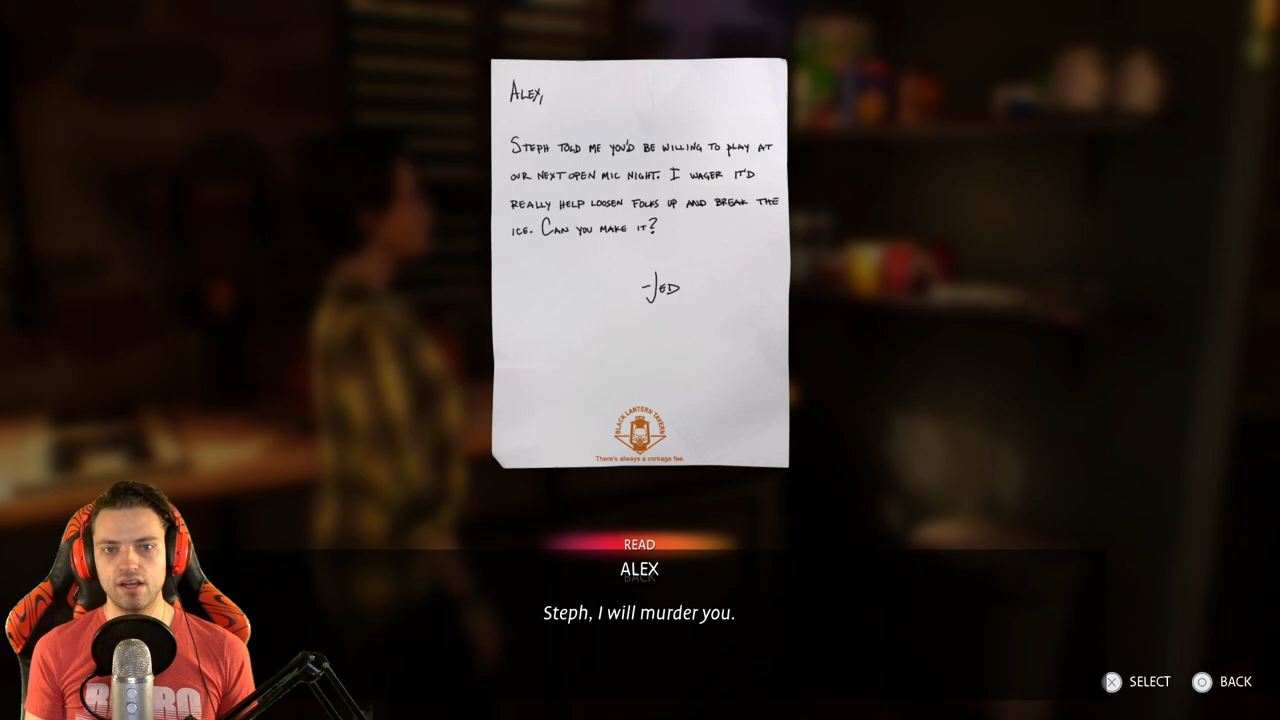 Alex,
Steph told me you'd be willing to play at
our next open mic night. I wager it'd
really help loosen folks up and break the
ice. Can you make it?
-Jed
BLACK LANTERN TAVERN
There's always a corkage fee.
READ
ALEX
BACK
Steph, I will murder you.
SELECT
BACK